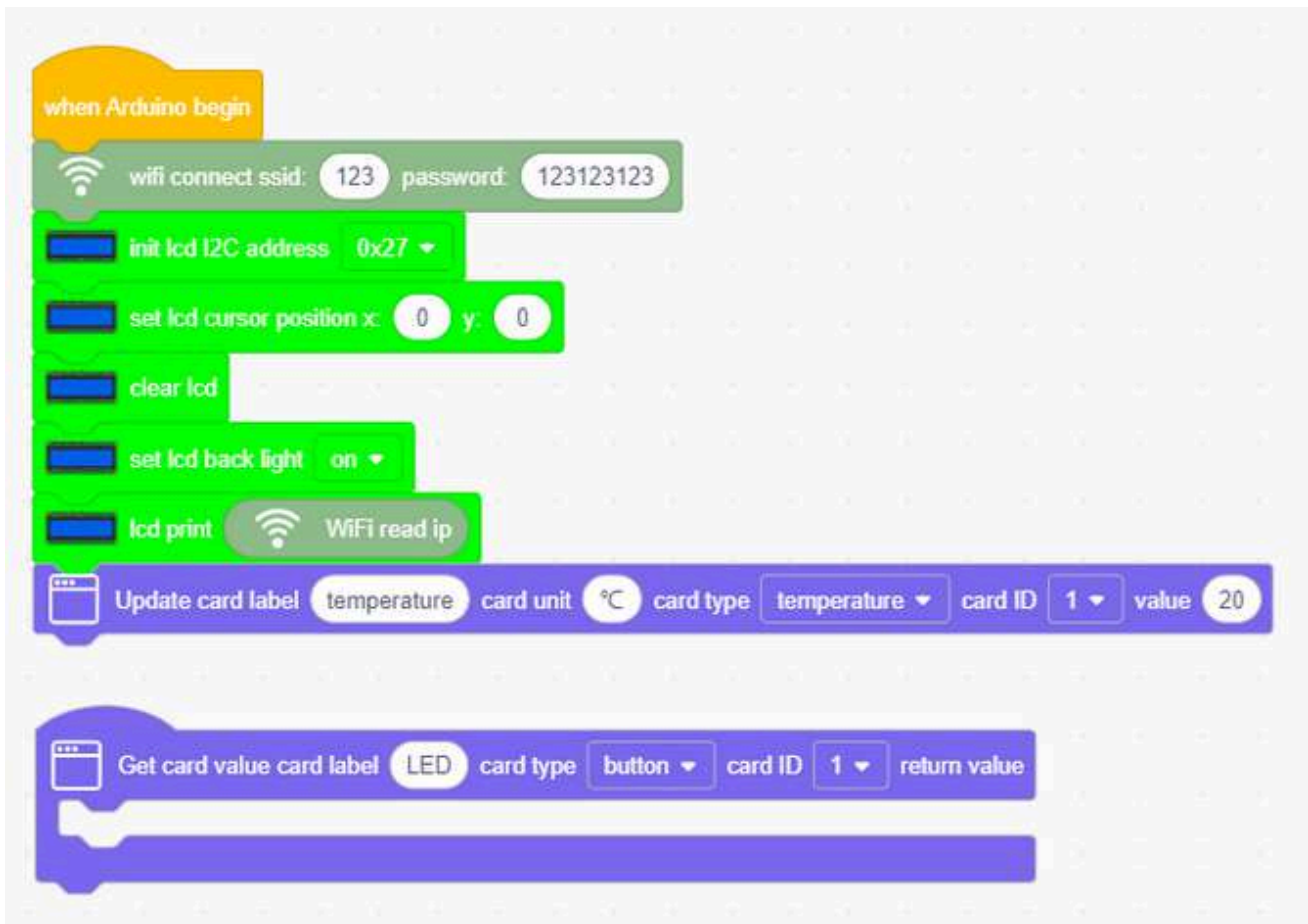 when Arduino begin
wifi connect ssid: 123 password: 123123123
init lcd I2C address 0x27
set lcd cursor position x: 0 y: 0
clear lcd
set lcd back light on
lcd print WiFi read ip
Update card label temperature card unit ℃ card type temperature card ID 1 value 20
Get card value card label LED card type button card ID 1 return value